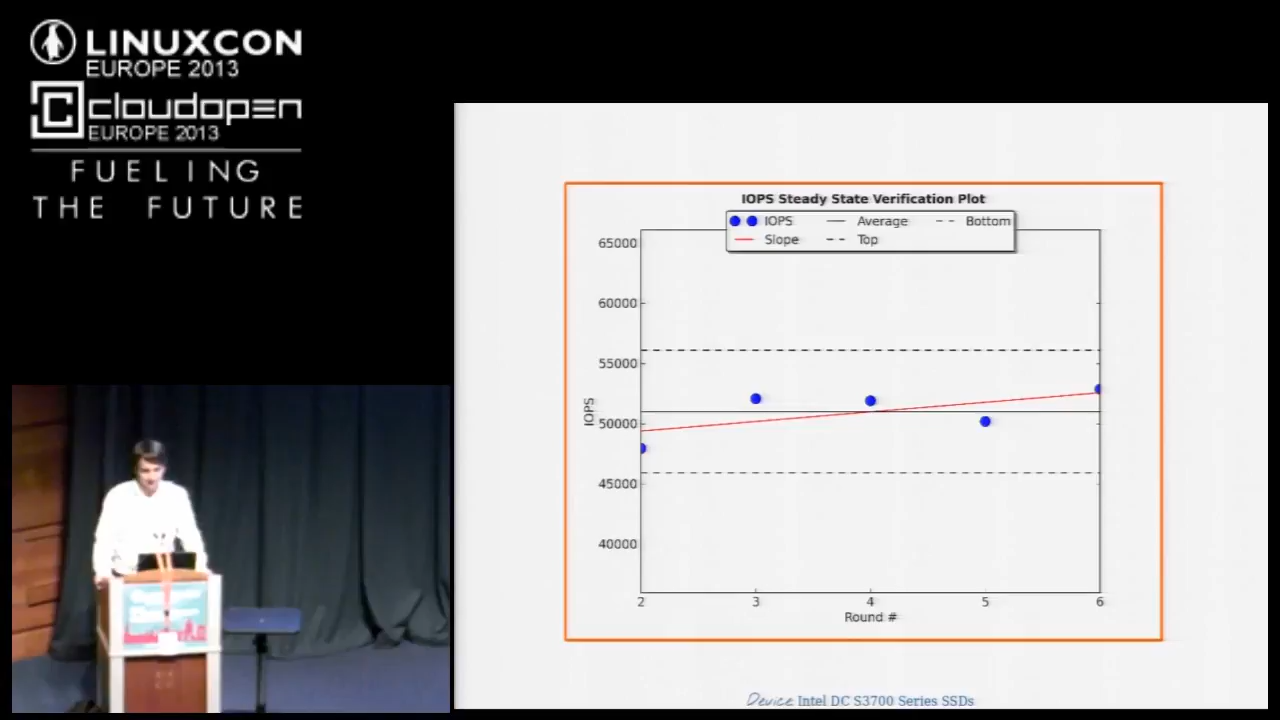 LINUXCON
EUROPE 2013
cloudopen
EUROPE 2013
FUELING
THE FUTURE
IOPS Steady State Verification Plot
IOPS Average Bottom
Slope Top
65000
60000
55000
50000
45000
40000
IOPS
2 3 4 5 6
Round #
Device Intel DC S3700 Series SSDs